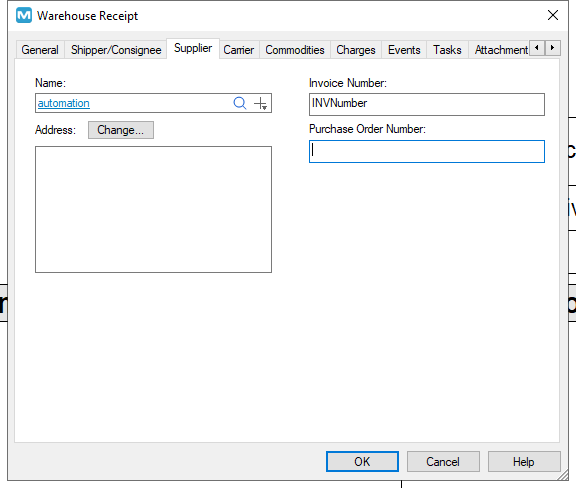 Warehouse Receipt
General Shipper/Consignee Supplier Carrier Commodities Charges Events Tasks Attachment
Name:
automation
Address: Change...
Invoice Number:
INVNumber
Purchase Order Number:
OK Cancel Help